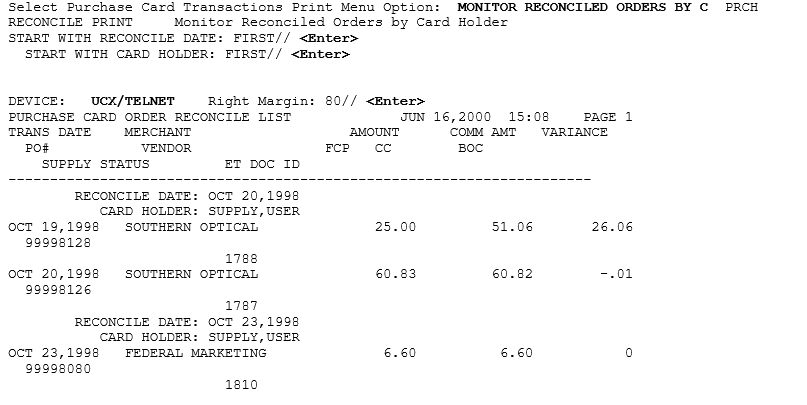 Select Purchase Card Transactions Print Menu Option:  MONITOR RECONCILED ORDERS BY C  PRCH
RECONCILE PRINT     Monitor Reconciled Orders by Card Holder
START WITH RECONCILE DATE: FIRST// <Enter>
  START WITH CARD HOLDER: FIRST// <Enter>
DEVICE:   UCX/TELNET    Right Margin: 80// <Enter>
PURCHASE CARD ORDER RECONCILE LIST             JUN 16,2000  15:08    PAGE 1
TRANS DATE    MERCHANT                   AMOUNT      COMM AMT   VARIANCE
  PO#           VENDOR                FCP   CC        BOC
    SUPPLY STATUS         ET DOC ID
----------------------------------------------------------------------
        RECONCILE DATE: OCT 20,1998
           CARD HOLDER: SUPPLY,USER
OCT 19,1998   SOUTHERN OPTICAL              25.00         51.06       26.06
  99998128
                          1788
OCT 20,1998   SOUTHERN OPTICAL              60.83         60.82        -.01
  99998126
                          1787
        RECONCILE DATE: OCT 23,1998
           CARD HOLDER: SUPPLY,USER
OCT 23,1998   FEDERAL MARKETING              6.60          6.60           0
  99998080
                          1810